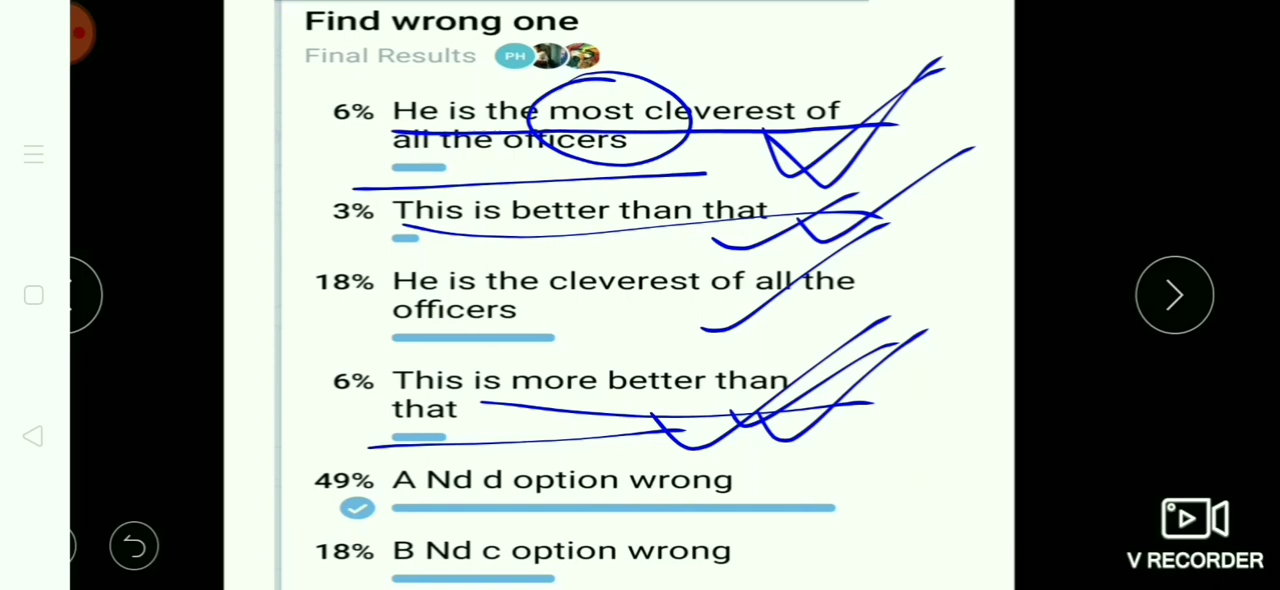 Find wrong one
Final Results PH
6% He is the most cleverest of
all the officers
3% This is better than that
18% He is the cleverest of all the
officers
6% This is more better than
that
49% A Nd d option wrong
18% B Nd c option wrong
V RECORDER